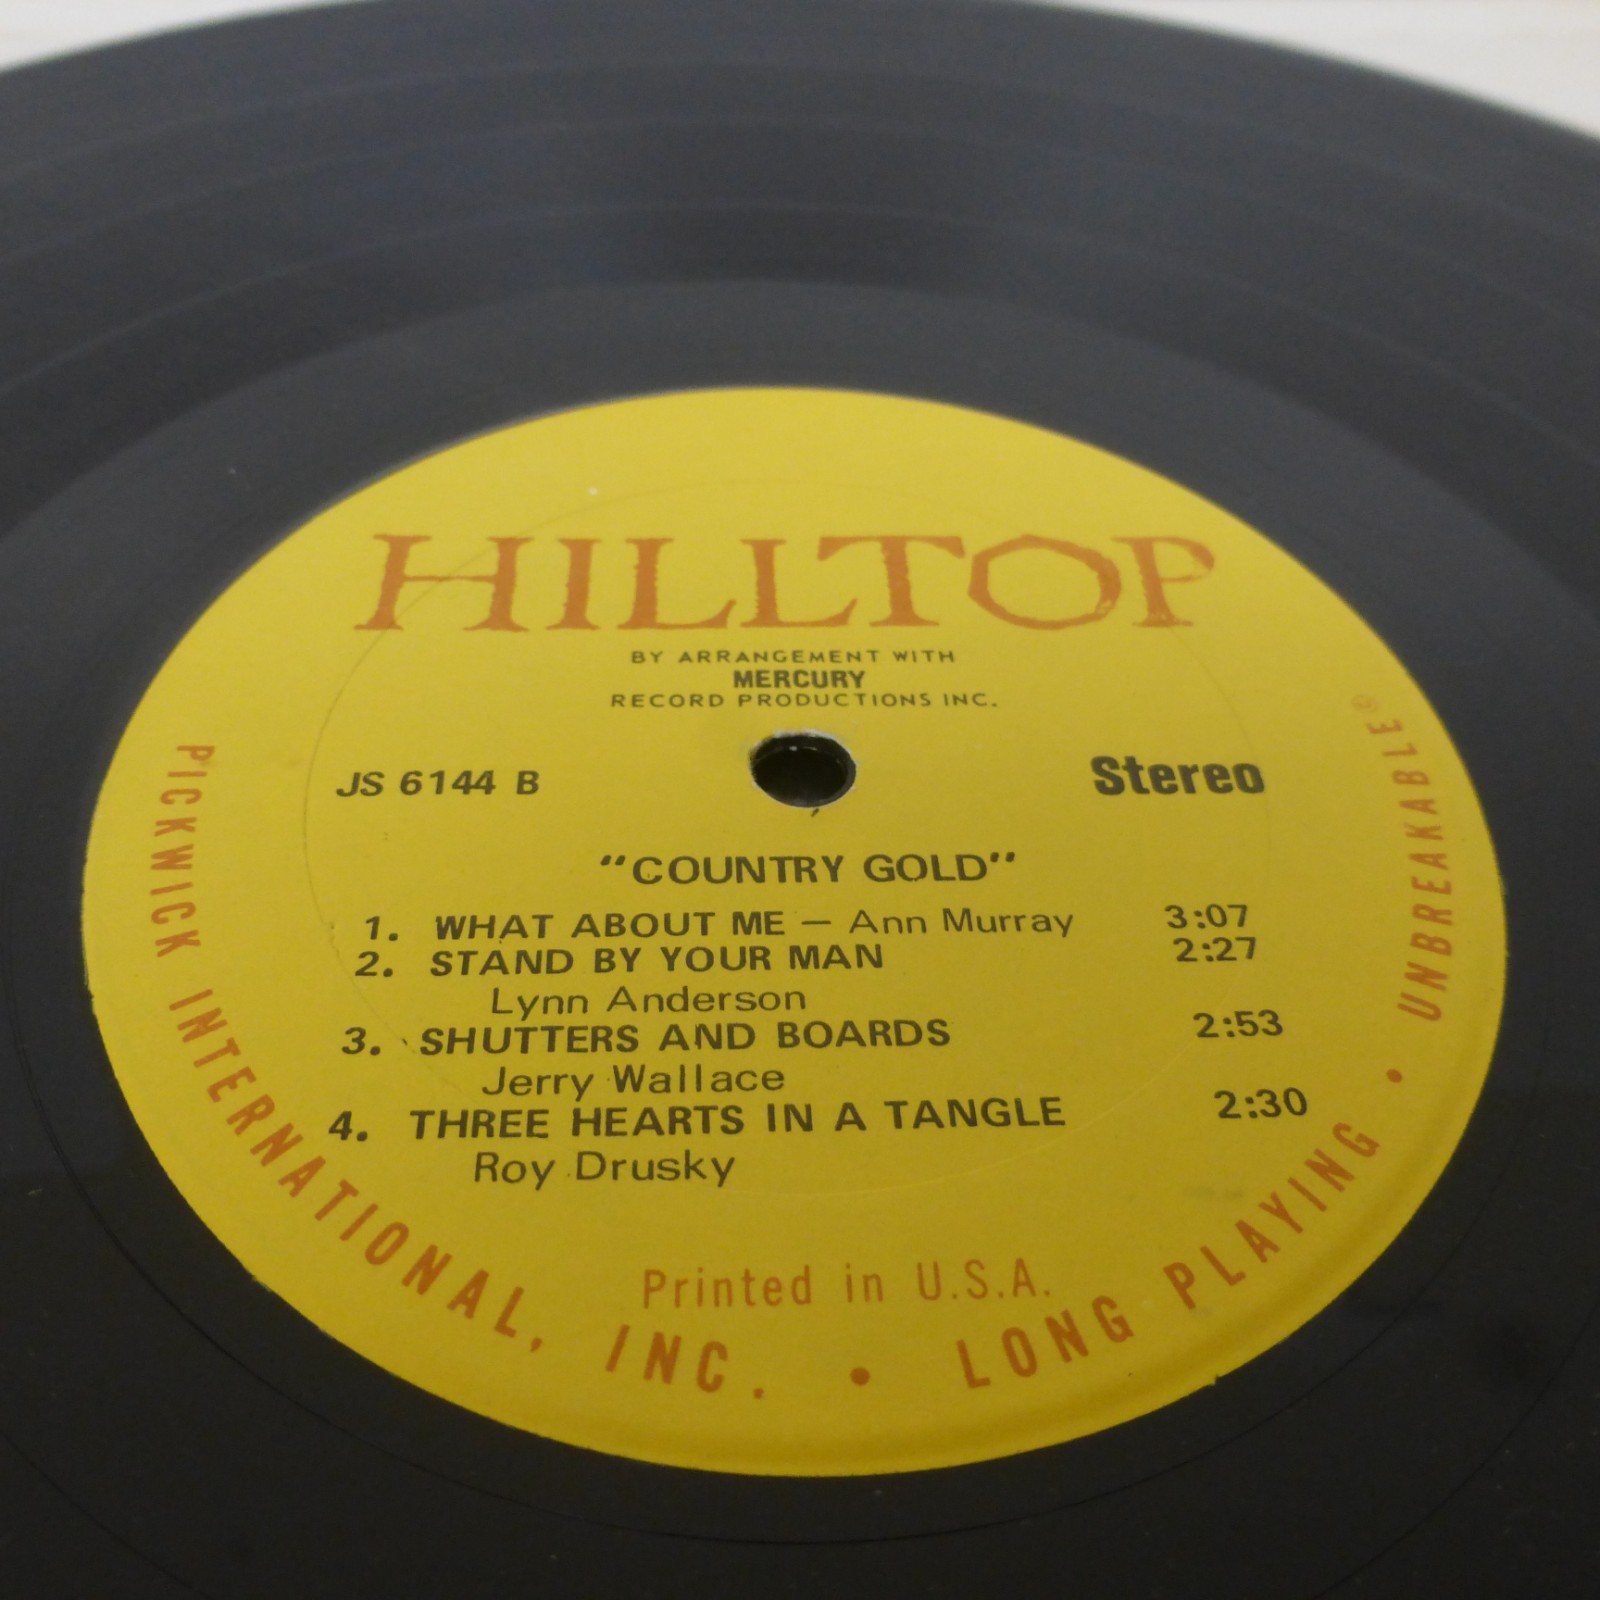 HILLTOP
BY ARRANGEMENT WITH
MERCURY
RECORD PRODUCTIONS INC.
JS 6144 B
Stereo
"COUNTRY GOLD"
1. WHAT ABOUT ME — Ann Murray 3:07
2. STAND BY YOUR MAN 2:27
Lynn Anderson
3. SHUTTERS AND BOARDS 2:53
Jerry Wallace
4. THREE HEARTS IN A TANGLE 2:30
Roy Drusky
Printed in U.S.A.
PICKWICK INTERNATIONAL, INC. • LONG PLAYING • UNBREAKABLE®